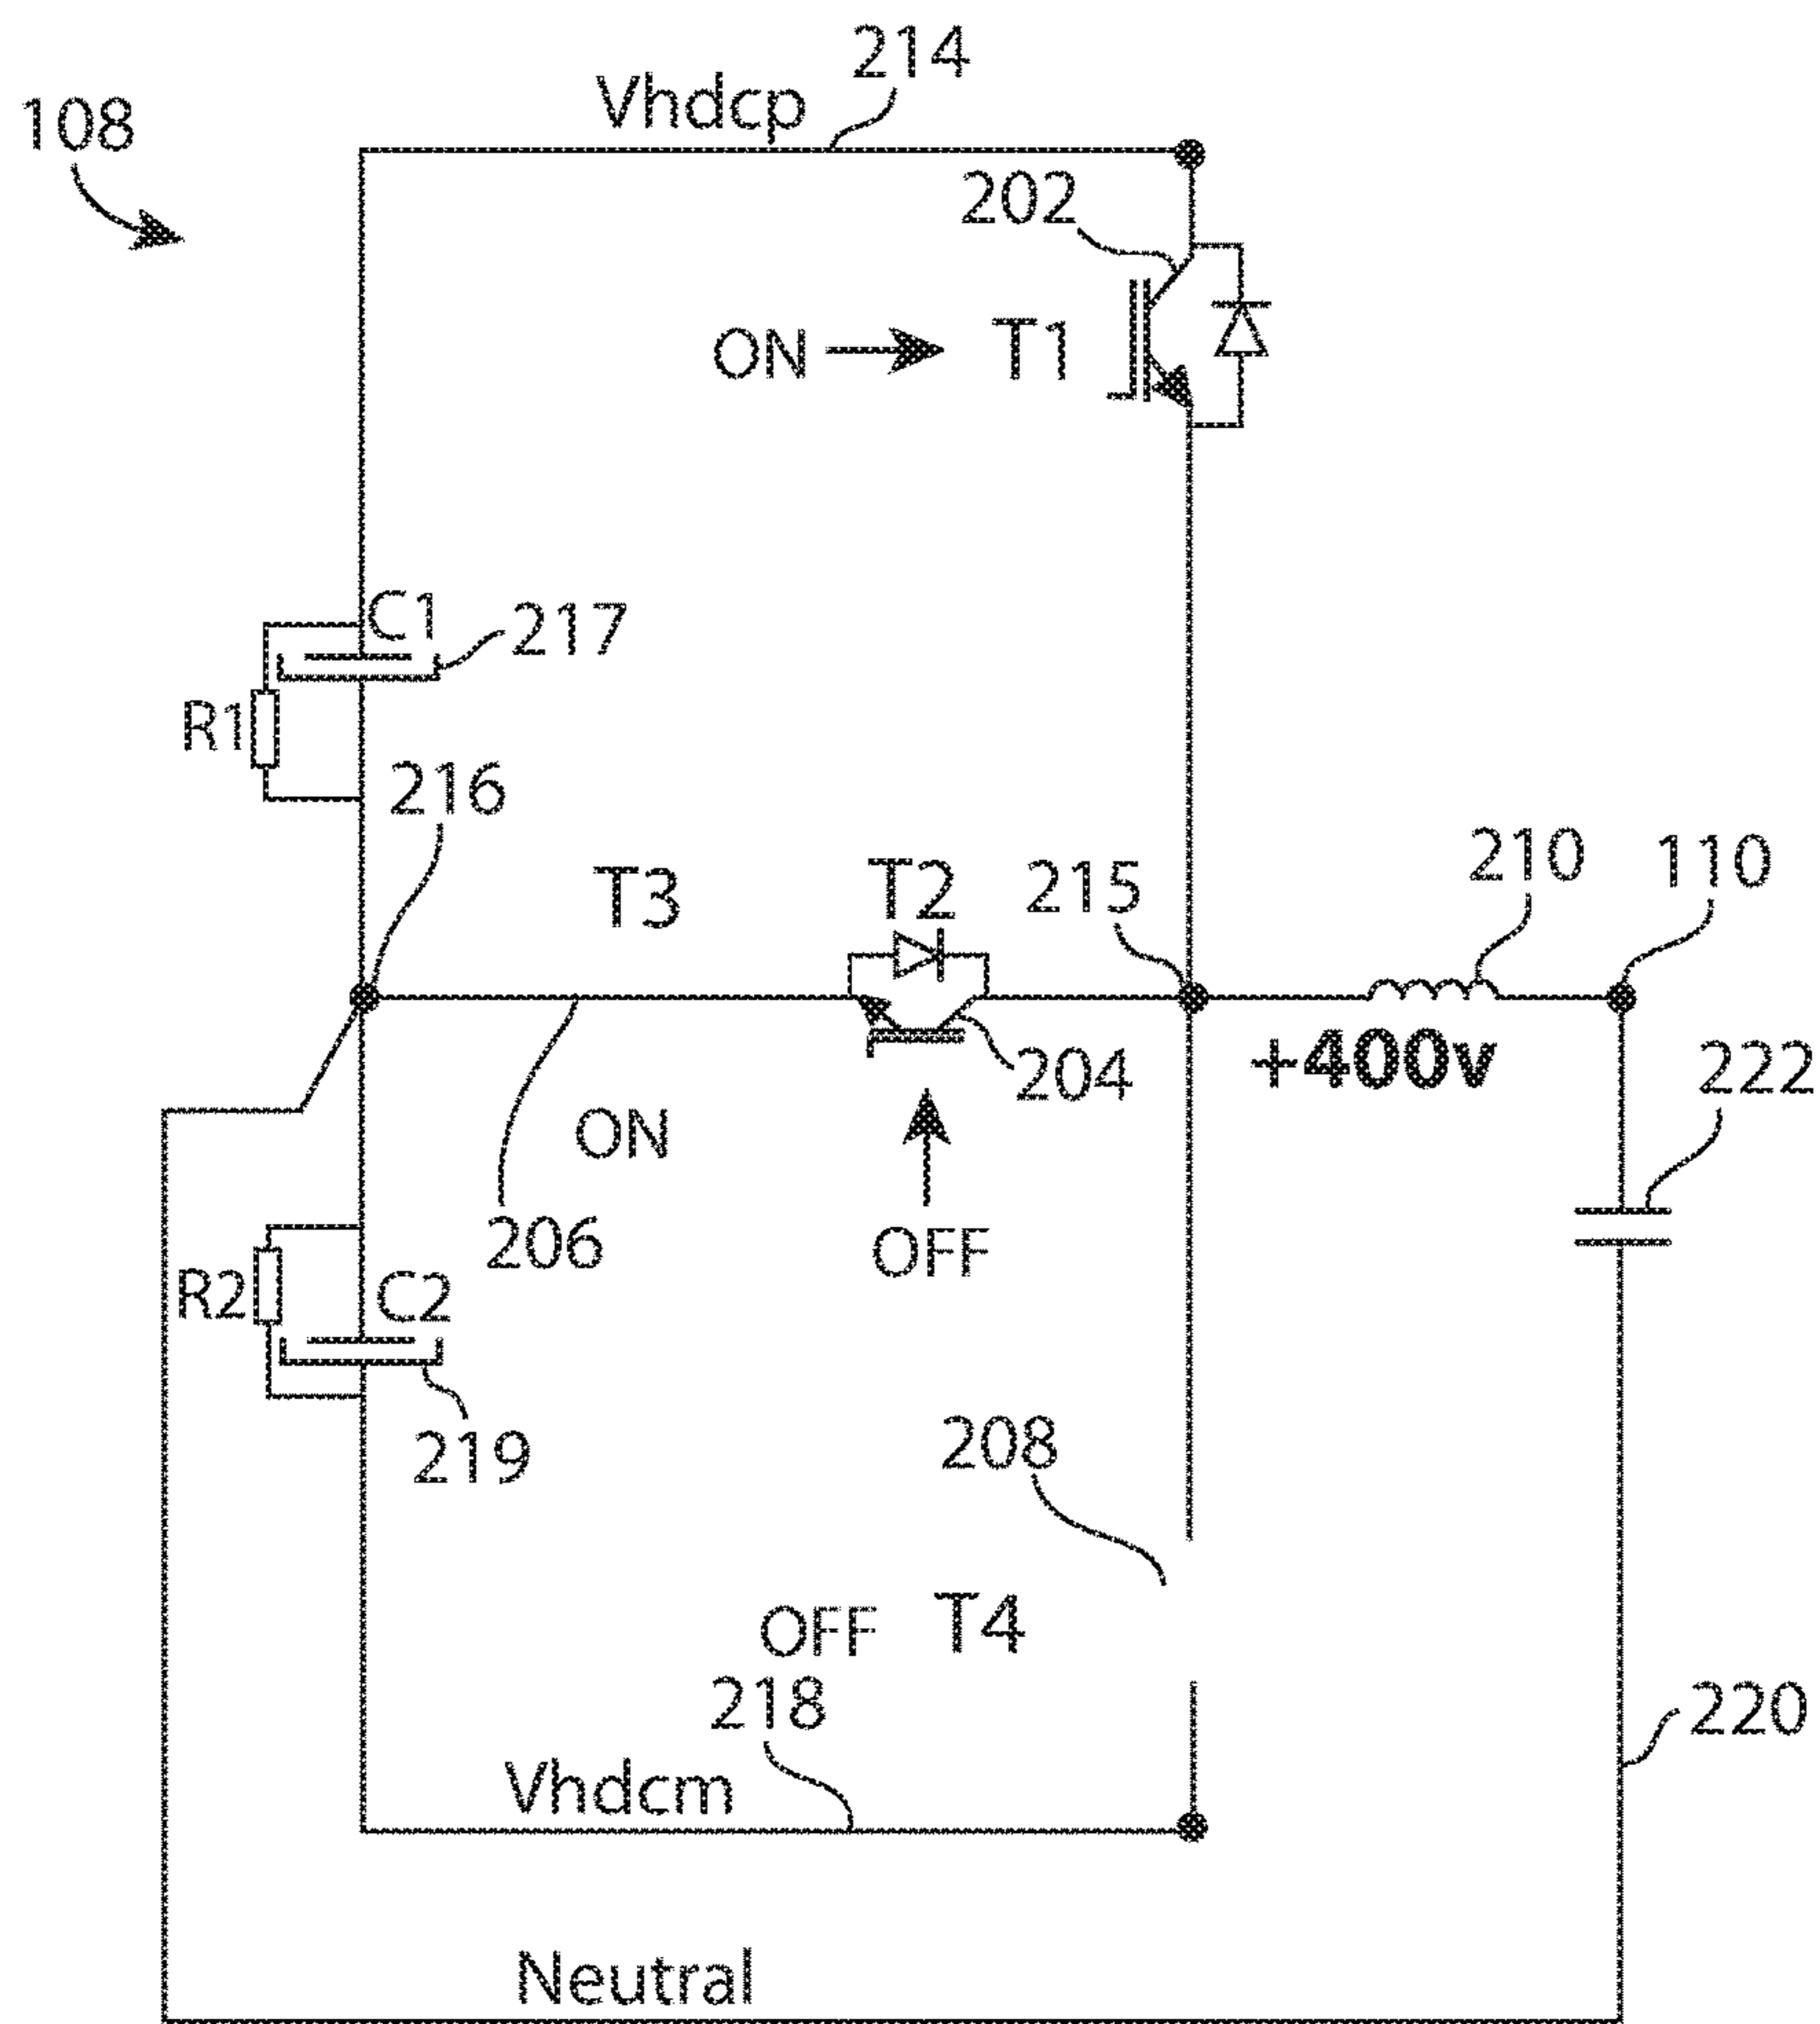 214
Vhdcp
108
202
ON
T1
C1
217
R1
216
T3
T2
215
210
110
+400v
204
222
ON
206
OFF
R2
C2
219
208
OFF
T4
218
220
Vhdcm
Neutral